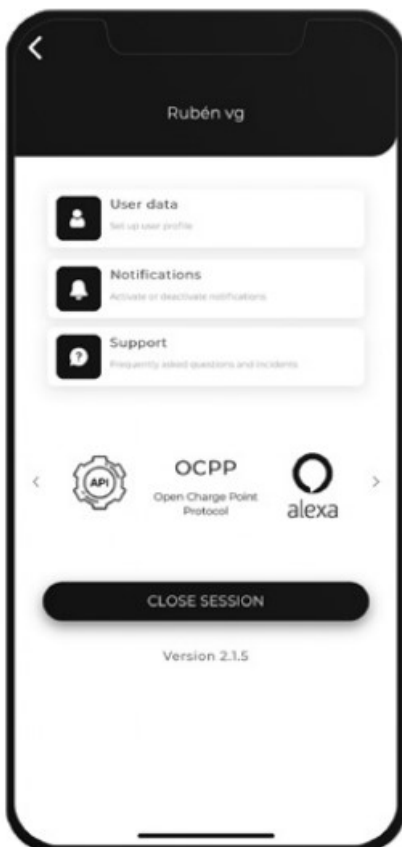 Rubén vg
User data
Set up user profile
Notifications
Activate or deactivate notifications
Support
Frequently asked questions and incidents
API
OCPP
Open Charge Point
Protocol
alexa
CLOSE SESSION
Version 2.1.5